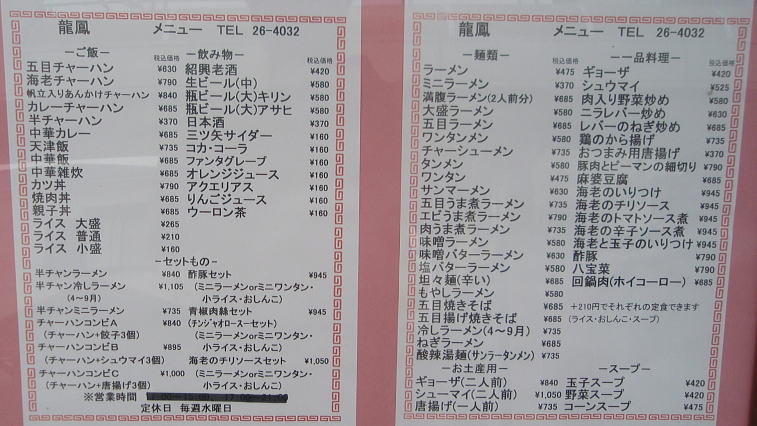 龍鳳 メニュー TEL 26-4032
－ご飯－ 税込価格
五目チャーハン ¥630
海老チャーハン ¥790
帆立入りあんかけチャーハン ¥840
カレーチャーハン ¥685
半チャーハン ¥370
中華カレー ¥685
天津飯 ¥735
中華飯 ¥685
中華雑炊 ¥685
カツ丼 ¥790
焼肉丼 ¥685
親子丼 ¥685
ライス 大盛 ¥265
ライス 普通 ¥210
ライス 小盛 ¥160
－飲み物－ 税込価格
紹興老酒 ¥420
生ビール(中) ¥580
瓶ビール(大)キリン ¥580
瓶ビール(大)アサヒ ¥580
日本酒 ¥370
三ツ矢サイダー ¥160
コカ・コーラ ¥160
ファンタグレープ ¥160
オレンジジュース ¥160
アクエリアス ¥160
りんごジュース ¥160
ウーロン茶 ¥160
－セットもの－
半チャンラーメン ¥840
半チャン冷しラーメン ¥1,105
(4～9月)
半チャンミニラーメン ¥735
チャーハンコンビA ¥840
(チャーハン+餃子3個)
チャーハンコンビB ¥895
(チャーハン+シュウマイ3個)
チャーハンコンビC ¥1,000
(チャーハン+唐揚げ3個)
酢豚セット ¥945
(ミニラーメンorミニワンタン・
小ライス・おしんこ)
青椒肉絲セット ¥945
(チンジャオロースーセット)
(ミニラーメンorミニワンタン・
小ライス・おしんこ)
海老のチリソースセット ¥1,050
(ミニラーメンorミニワンタン・
小ライス・おしんこ)
※営業時間
定休日 毎週水曜日
龍鳳 メニュー TEL 26-4032
－麺類－ 税込価格
ラーメン ¥475
ミニラーメン ¥370
満腹ラーメン(2人前分) ¥685
大盛ラーメン ¥580
五目ラーメン ¥685
ワンタンメン ¥580
チャーシューメン ¥735
タンメン ¥580
ワンタン ¥475
サンマーメン ¥630
五目うま煮ラーメン ¥735
エビうま煮ラーメン ¥790
肉うま煮ラーメン ¥735
味噌ラーメン ¥580
味噌バターラーメン ¥630
塩バターラーメン ¥580
坦々麺(辛い) ¥685
もやしラーメン ¥580
五目焼きそば ¥685
五目揚げ焼きそば ¥685
冷しラーメン(4～9月) ¥735
ねぎラーメン ¥685
酸辣湯麺(サンラータンメン) ¥735
－お土産用－
ギョーザ(二人前) ¥840
シューマイ(二人前) ¥1,050
唐揚げ(一人前) ¥735
－一品料理－ 税込価格
ギョーザ ¥420
シュウマイ ¥525
肉入り野菜炒め ¥580
ニラレバー炒め ¥630
レバーのねぎ炒め ¥685
鶏のから揚げ ¥735
おつまみ用唐揚げ ¥370
豚肉とピーマンの細切り ¥790
麻婆豆腐 ¥685
海老のいりつけ ¥945
海老のチリソース ¥945
海老のトマトソース煮 ¥945
海老の辛子ソース煮 ¥945
海老と玉子のいりつけ ¥945
酢豚 ¥790
八宝菜 ¥790
回鍋肉(ホイコーロー) ¥685
+210円でそれぞれの定食できます
(ライス・おしんこ・スープ)
－スープ－
玉子スープ ¥420
野菜スープ ¥420
コーンスープ ¥475